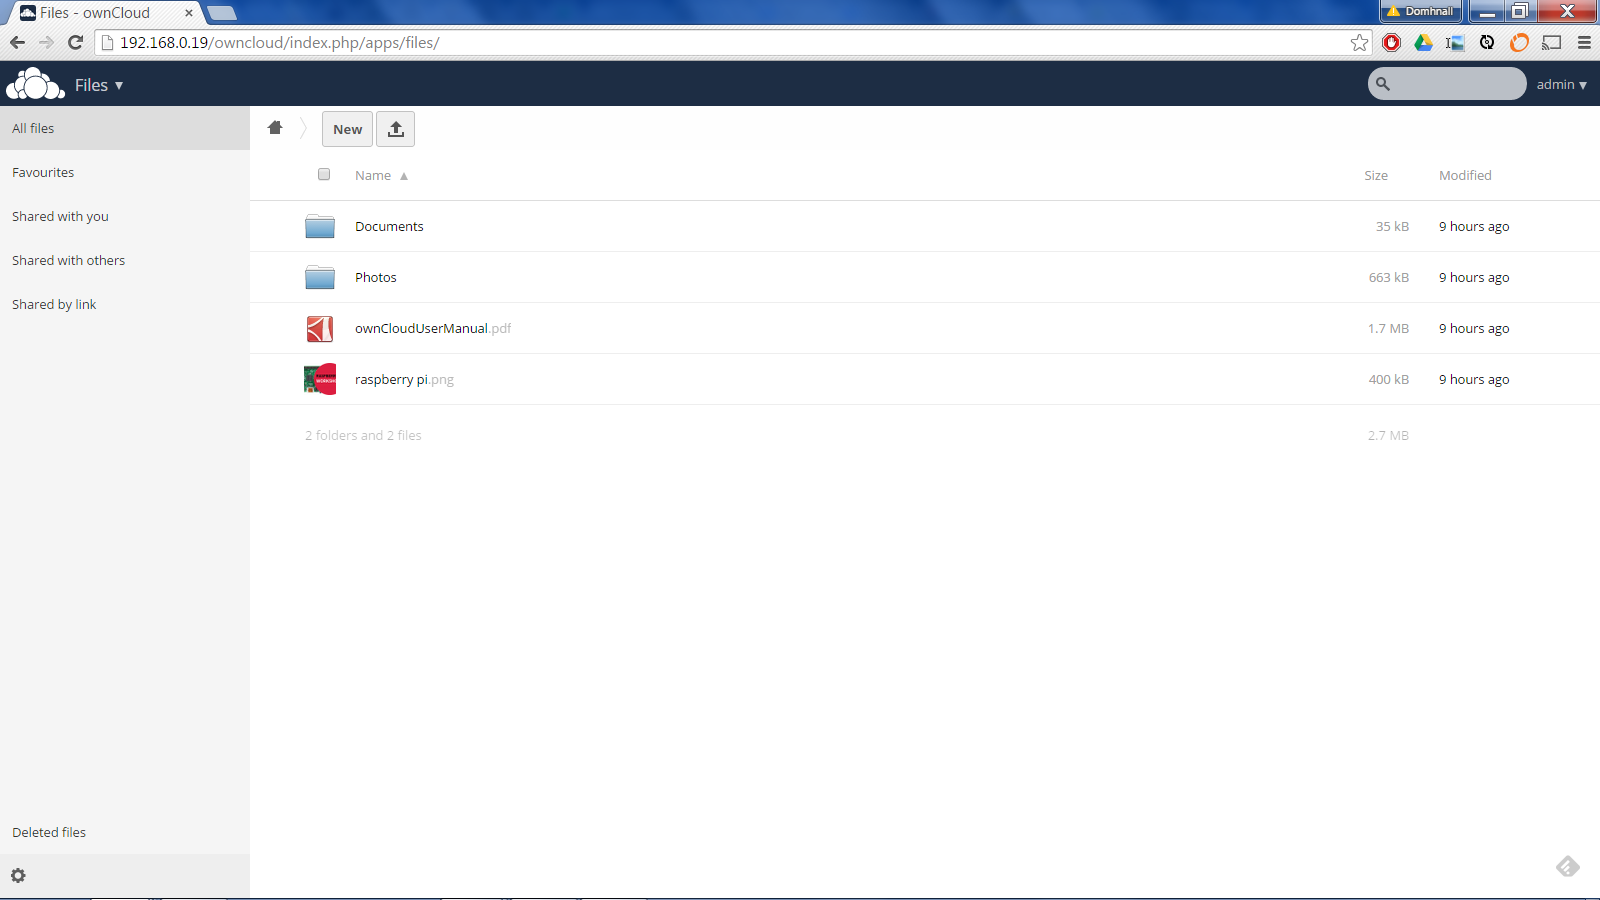 Files - ownCloud
Domhnall
192.168.0.19/owncloud/index.php/apps/files/
Files
admin
All files
New
Favourites
Name Size Modified
Shared with you
Documents 35 kB 9 hours ago
Shared with others
Photos 663 kB 9 hours ago
Shared by link
ownCloudUserManual.pdf 1.7 MB 9 hours ago
raspberry pi.png 400 kB 9 hours ago
2 folders and 2 files 2.7 MB
Deleted files